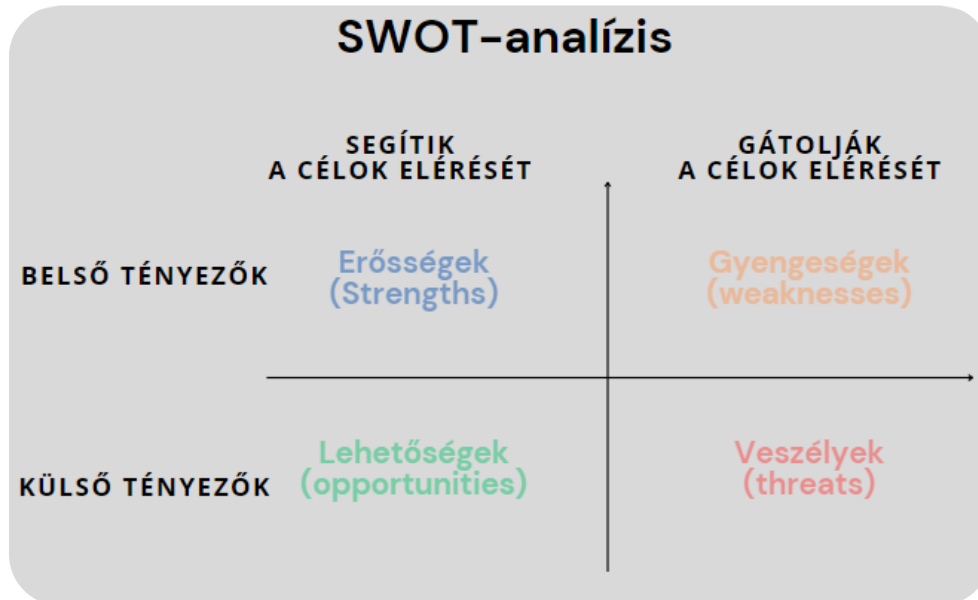 SWOT-analízis
SEGÍTIK
A CÉLOK ELÉRÉSÉT
GÁTOLJÁK
A CÉLOK ELÉRÉSÉT
BELSŐ TÉNYEZŐK
Erősségek
(Strengths)
Gyengeségek
(weaknesses)
KÜLSŐ TÉNYEZŐK
Lehetőségek
(opportunities)
Veszélyek
(threats)